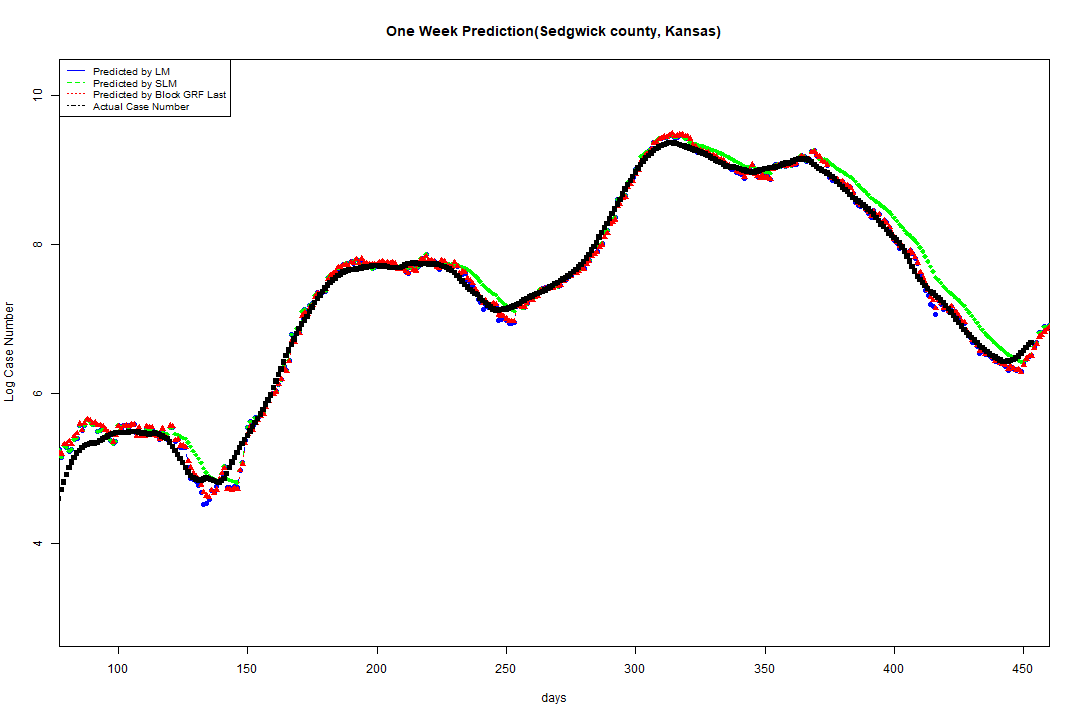 One Week Prediction(Sedgwick county, Kansas)
Predicted by LM
Predicted by SLM
Predicted by Block GRF Last
Actual Case Number
10
8
6
4
Log Case Number
100 150 200 250 300 350 400 450
days